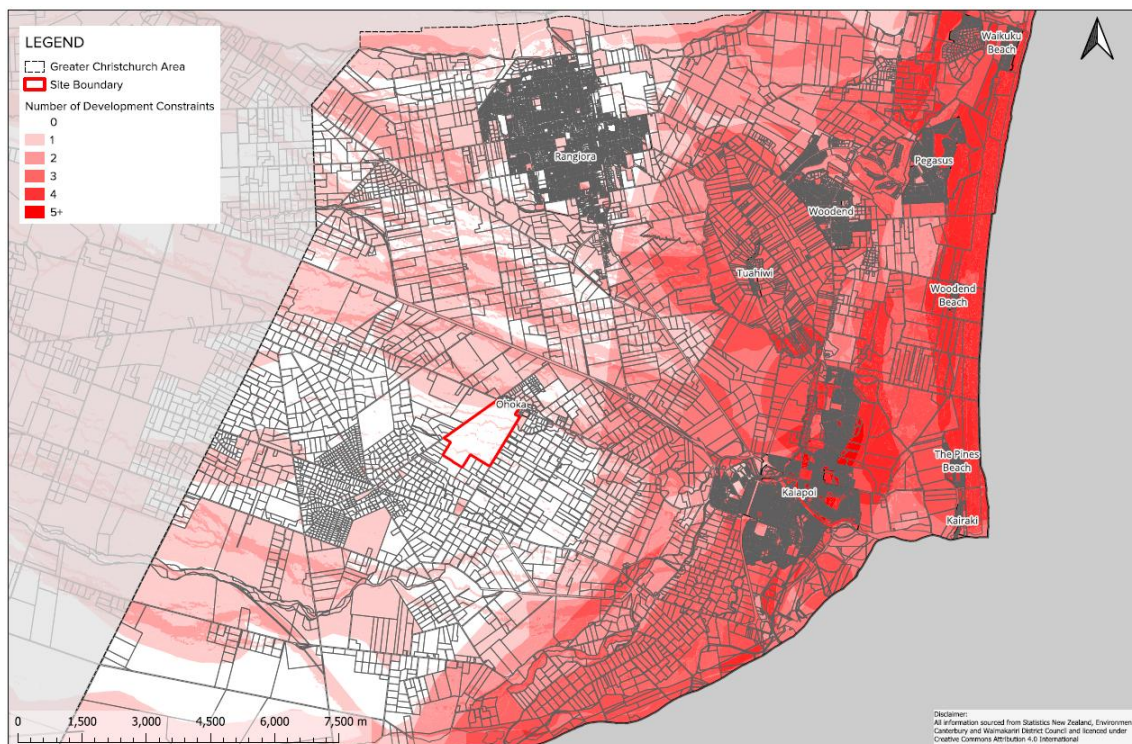 LEGEND
Greater Christchurch Area
Site Boundary
Number of Development Constraints
0
1
2
3
4
5+
Waikuku
Beach
Rangiora
Pegasus
Woodend
Tuahiwi
Woodend
Beach
Ohoka
The Pines
Beach
Kaiapoi
Kairaki
0 1,500 3,000 4,500 6,000 7,500 m
Disclaimer:
All information sourced from Statistics New Zealand, Environment
Canterbury and Waimakariri District Council and licenced under
Creative Commons Attribution 4.0 International